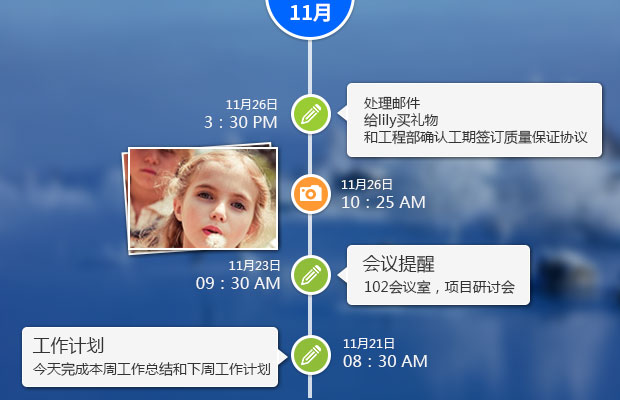 11月
11月26日
3：30 PM
处理邮件
给lily买礼物
和工程部确认工期签订质量保证协议
11月26日
10：25 AM
11月23日
09：30 AM
会议提醒
102会议室，项目研讨会
工作计划
今天完成本周工作总结和下周工作计划
11月21日
08：30 AM